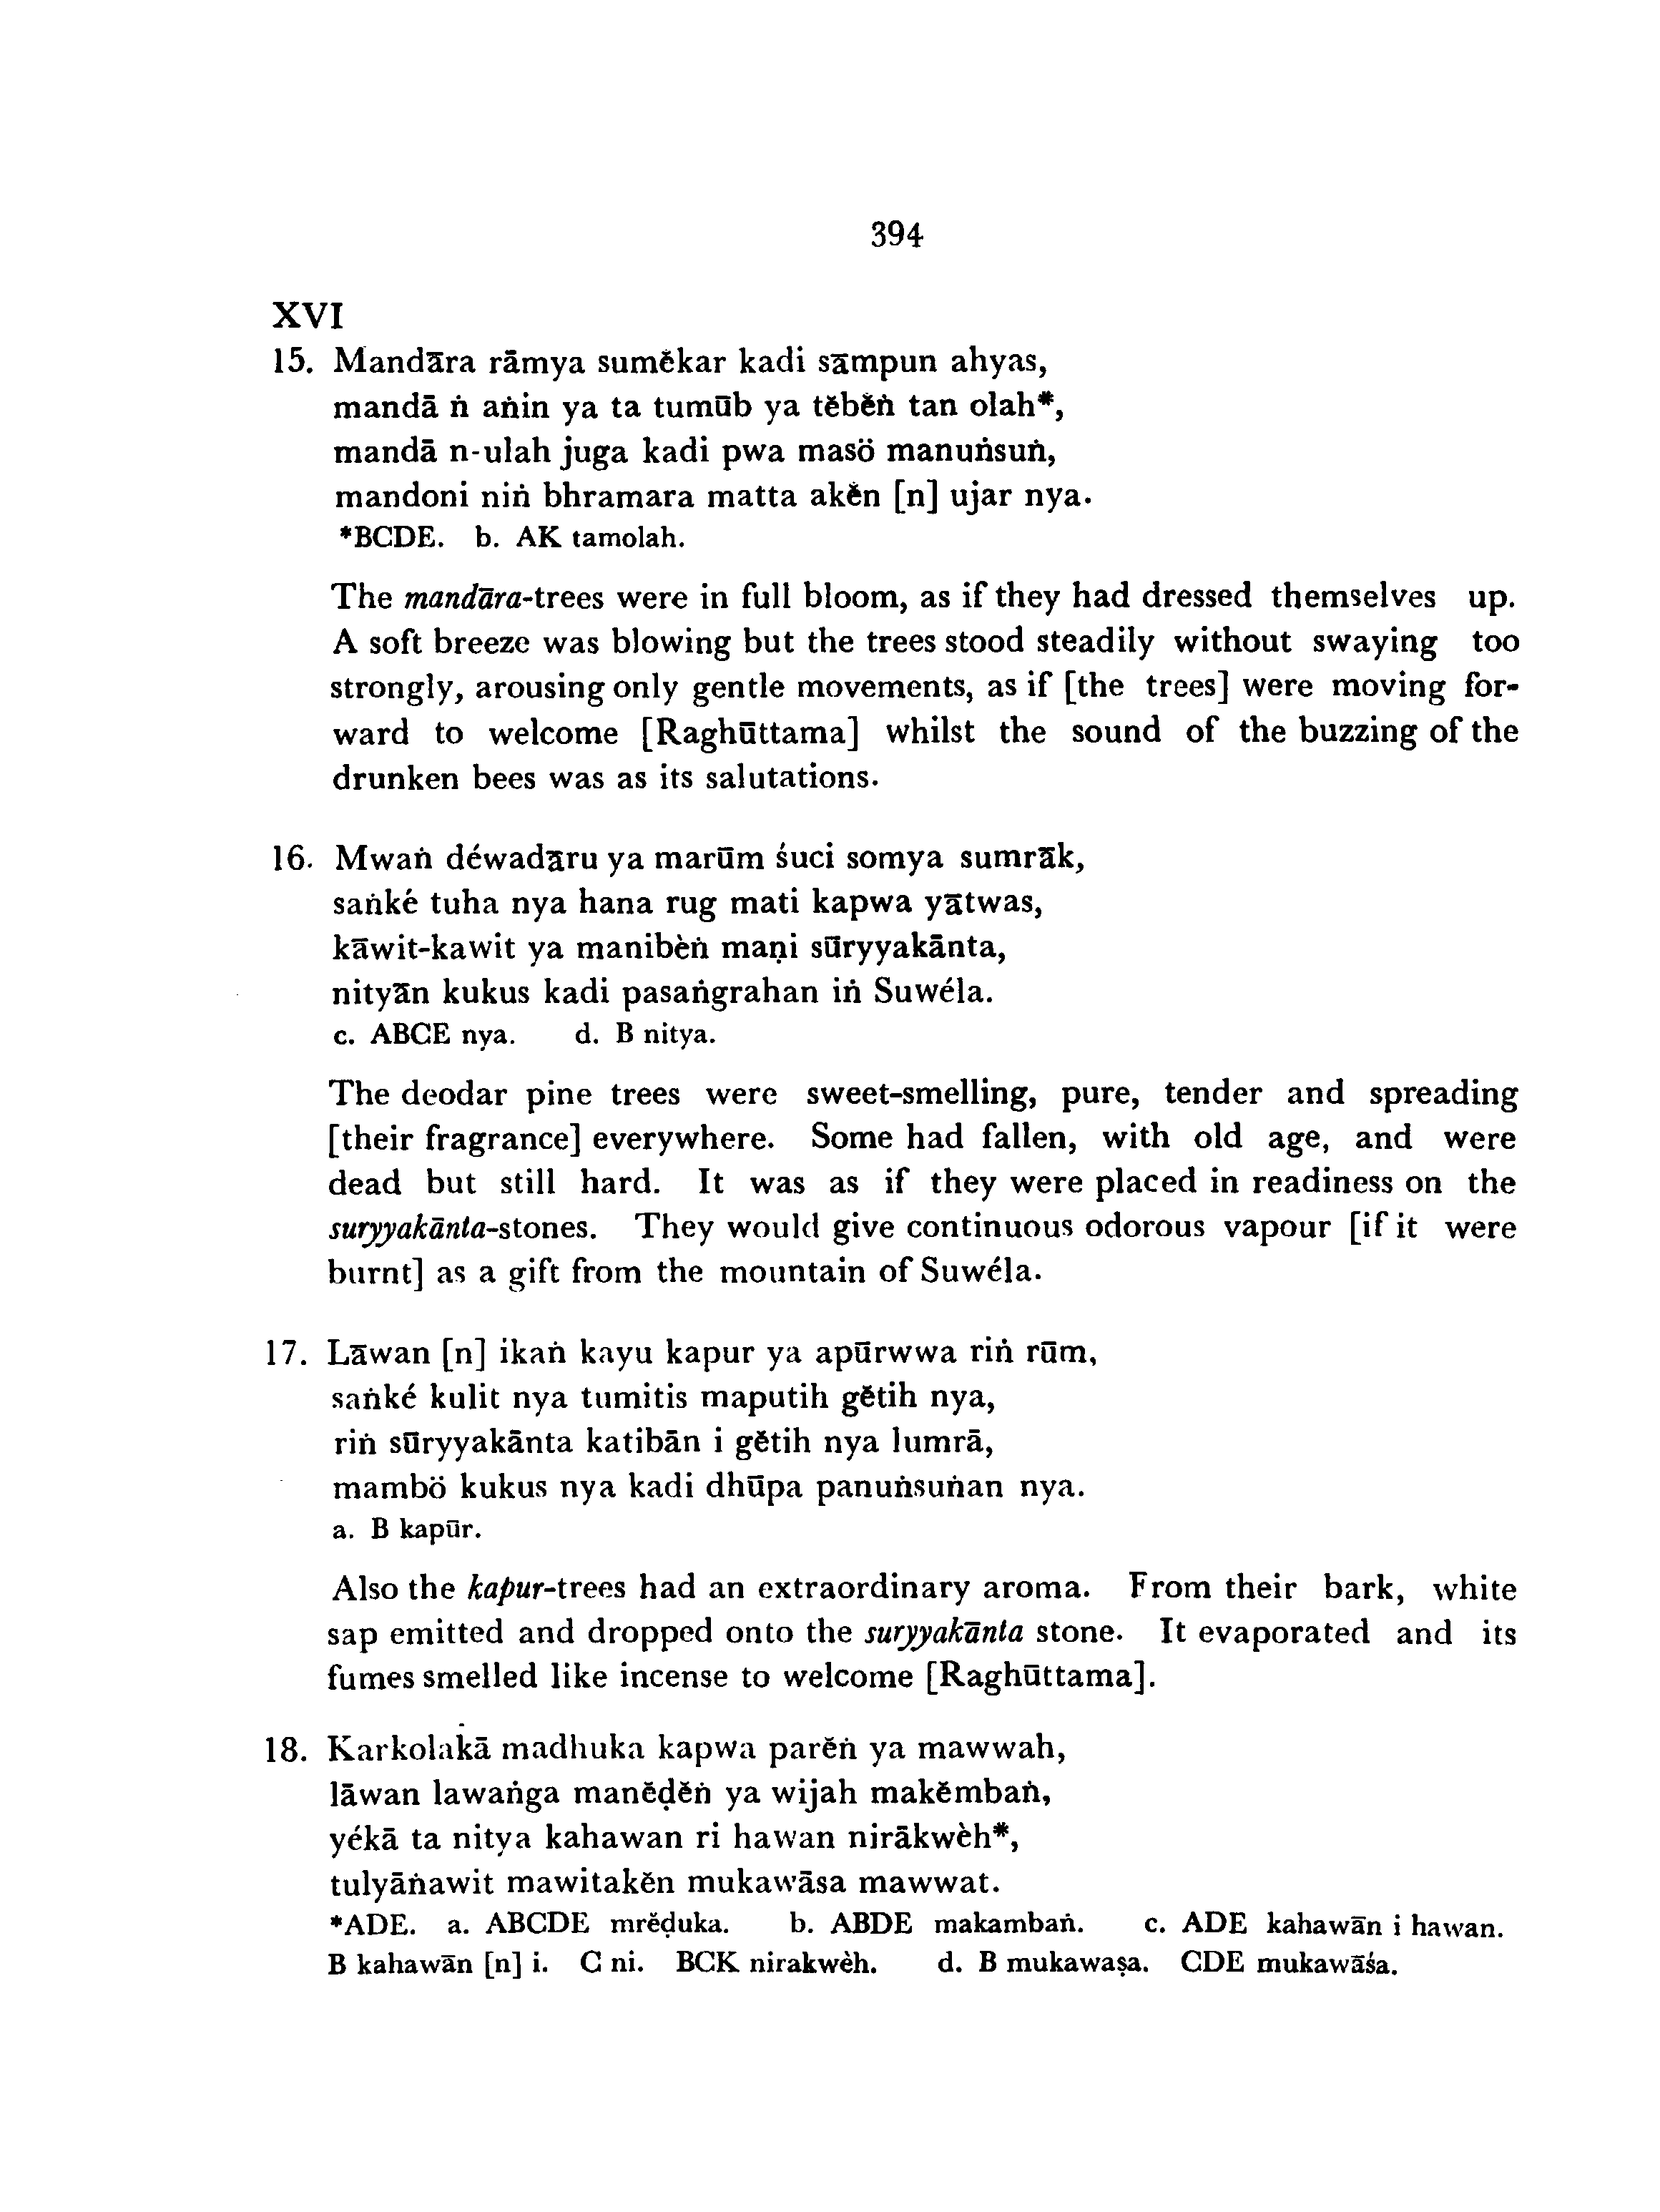 394
XVI
15. Mandāra rāmya sumĕkar kadi sāmpun ahyas,
mandā ṅ aṅin ya ta tumūb ya tĕbĕṅ tan olah*,
mandā n-ulah juga kadi pwa masö manuṅsuṅ,
mandoni niṅ bhramara matta akĕn [n] ujar nya.
*BCDE. b. AK tamolah.
The mandāra-trees were in full bloom, as if they had dressed themselves up.
A soft breeze was blowing but the trees stood steadily without swaying too
strongly, arousing only gentle movements, as if [the trees] were moving for-
ward to welcome [Raghūttama] whilst the sound of the buzzing of the
drunken bees was as its salutations.
16. Mwaṅ déwadāru ya marūm śuci somya sumrāk,
saṅké tuha nya hana rug mati kapwa yātwas,
kāwit-kawit ya manibèṅ maṇi sūryyakānta,
nityān kukus kadi pasaṅgrahan iṅ Suwéla.
c. ABCE nya. d. B nitya.
The deodar pine trees were sweet-smelling, pure, tender and spreading
[their fragrance] everywhere. Some had fallen, with old age, and were
dead but still hard. It was as if they were placed in readiness on the
suryyakānta-stones. They would give continuous odorous vapour [if it were
burnt] as a gift from the mountain of Suwéla.
17. Lāwan [n] ikaṅ kayu kapur ya apūrwwa riṅ rūm,
saṅké kulit nya tumitis maputih gĕtih nya,
riṅ sūryyakānta katibān i gĕtih nya lumrā,
mambö kukus nya kadi dhūpa panuṅsuṅan nya.
a. B kapūr.
Also the kapur-trees had an extraordinary aroma. From their bark, white
sap emitted and dropped onto the suryyakānta stone. It evaporated and its
fumes smelled like incense to welcome [Raghūttama].
18. Karkolakā madhuka kapwa parĕṅ ya mawwah,
lāwan lawaṅga manĕḍĕṅ ya wijah makĕmbaṅ,
yékā ta nitya kahawan ri hawan nirākwèh*,
tulyāṅawit mawitakĕn mukawāsa mawwat.
*ADE. a. ABCDE mrĕḍuka. b. ABDE makambaṅ. c. ADE kahawān i hawan.
B kahawān [n] i. C ni. BCK nirakwèh. d. B mukawaṣa. CDE mukawāśa.